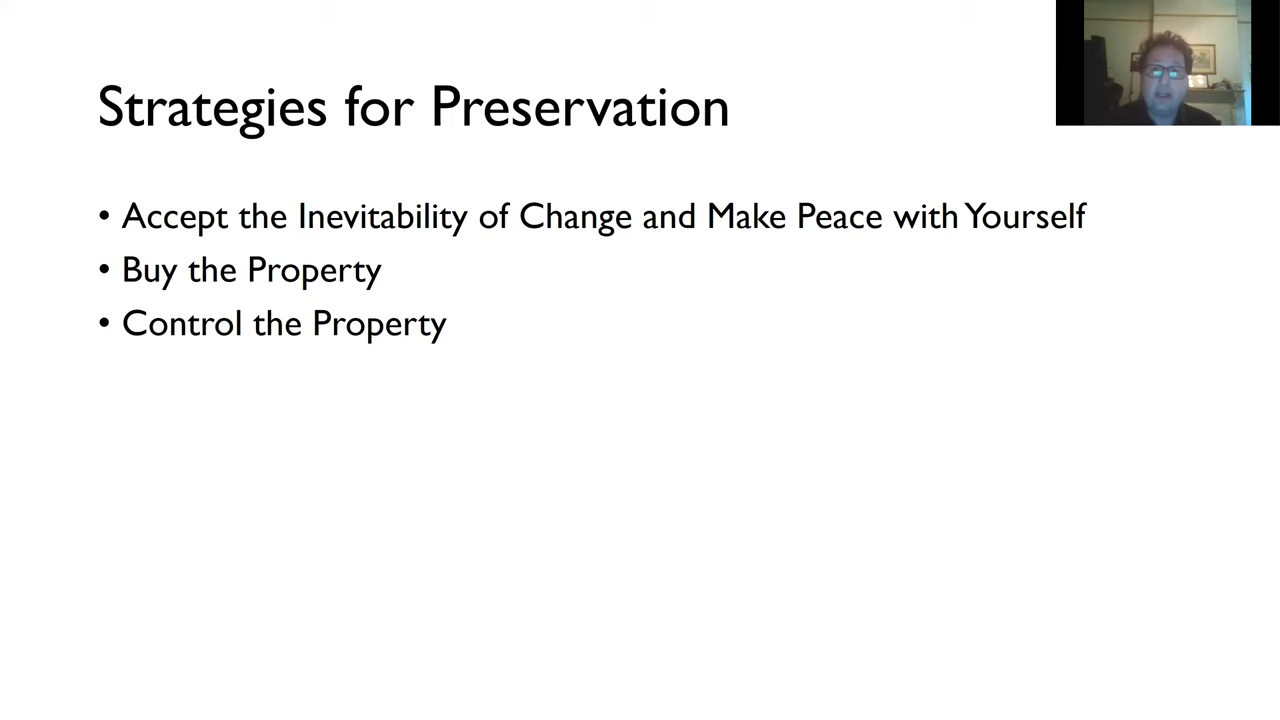 Strategies for Preservation
• Accept the Inevitability of Change and Make Peace with Yourself
• Buy the Property
• Control the Property